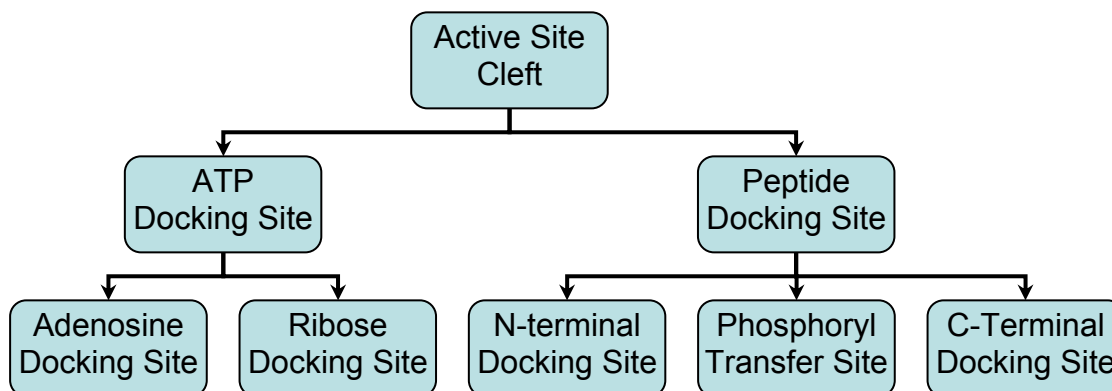 Active Site
Cleft
ATP
Docking Site
Peptide
Docking Site
Adenosine
Docking Site
Ribose
Docking Site
N-terminal
Docking Site
Phosphoryl
Transfer Site
C-Terminal
Docking Site